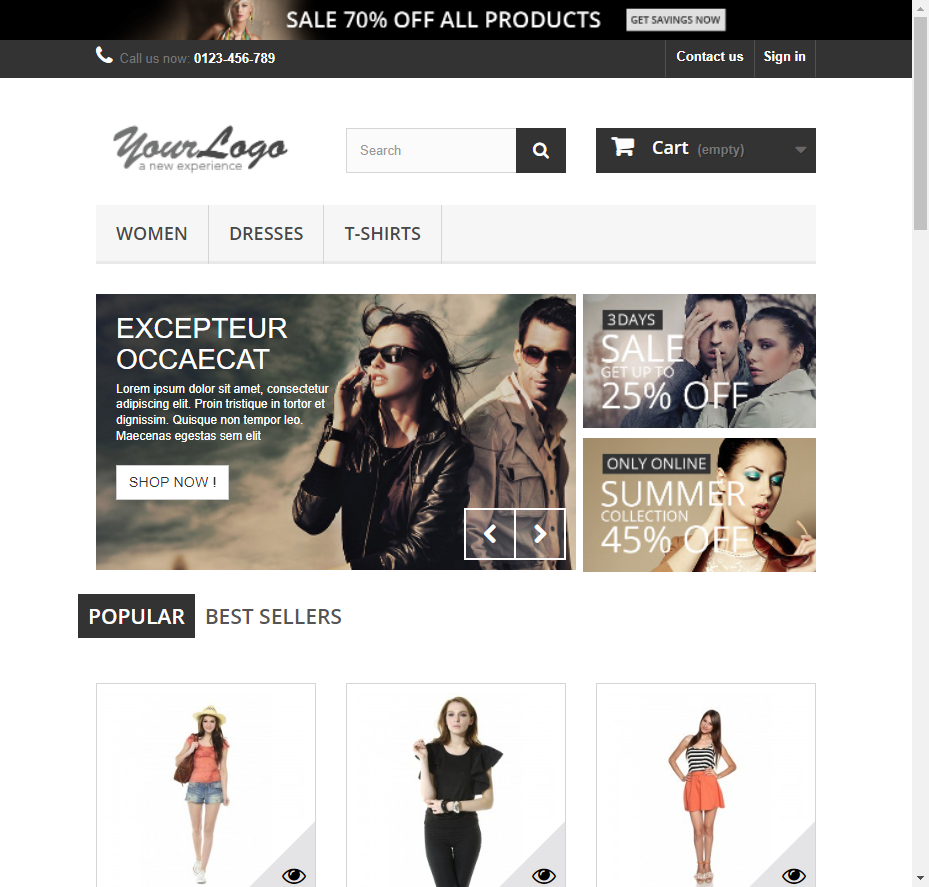 SALE 70% OFF ALL PRODUCTS
GET SAVINGS NOW
Call us now: 0123-456-789
Contact us
Sign in
YourLogo
a new experience
Search
Cart (empty)
WOMEN
DRESSES
T-SHIRTS
EXCEPTEUR
OCCAECAT
Lorem ipsum dolor sit amet, consectetur
adipiscing elit. Proin tristique in tortor et
dignissim. Quisque non tempor leo.
Maecenas egestas sem elit
SHOP NOW !
3 DAYS
SALE
GET UP TO
25% OFF
ONLY ONLINE
SUMMER
COLLECTION
45% OFF
POPULAR
BEST SELLERS